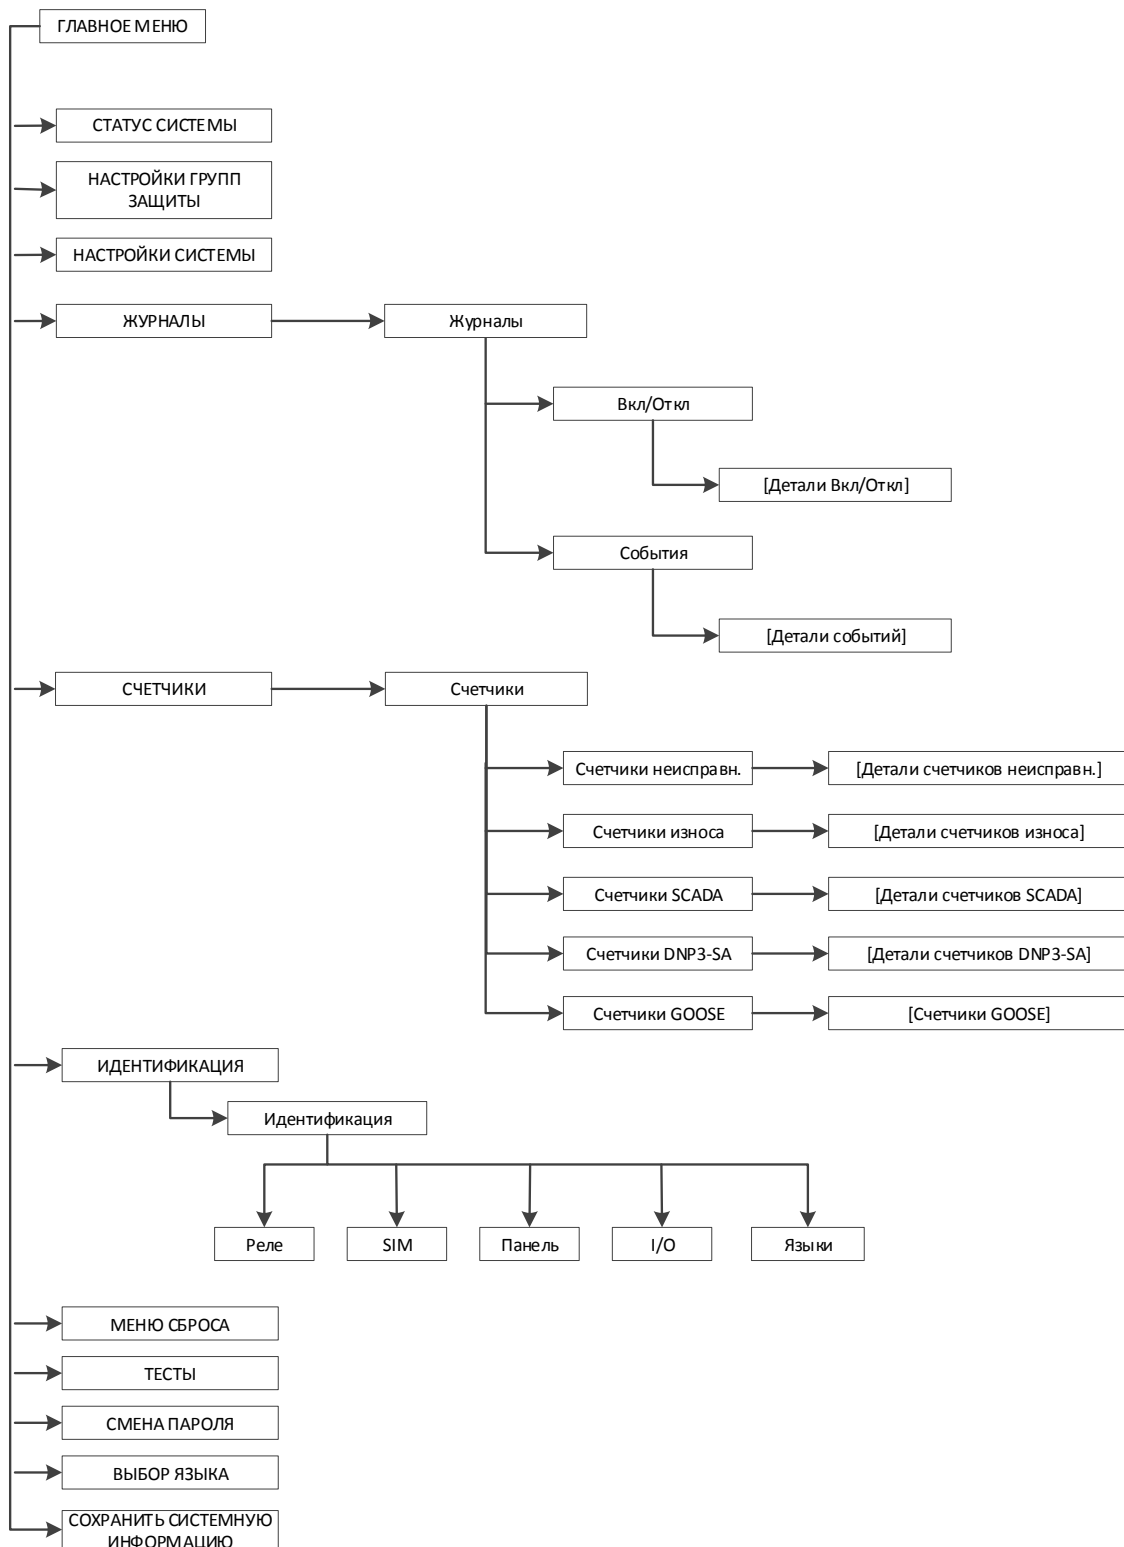 ГЛАВНОЕ МЕНЮ
СТАТУС СИСТЕМЫ
НАСТРОЙКИ ГРУПП
ЗАЩИТЫ
НАСТРОЙКИ СИСТЕМЫ
ЖУРНАЛЫ
Журналы
Вкл/Откл
[Детали Вкл/Откл]
События
[Детали событий]
СЧЕТЧИКИ
Счетчики
Счетчики неисправн.
[Детали счетчиков неисправн.]
Счетчики износа
[Детали счетчиков износа]
Счетчики SCADA
[Детали счетчиков SCADA]
Счетчики DNP3-SA
[Детали счетчиков DNP3-SA]
Счетчики GOOSE
[Счетчики GOOSE]
ИДЕНТИФИКАЦИЯ
Идентификация
Реле
SIM
Панель
I/O
Языки
МЕНЮ СБРОСА
ТЕСТЫ
СМЕНА ПАРОЛЯ
ВЫБОР ЯЗЫКА
СОХРАНИТЬ СИСТЕМНУЮ
ИНФОРМАЦИЮ